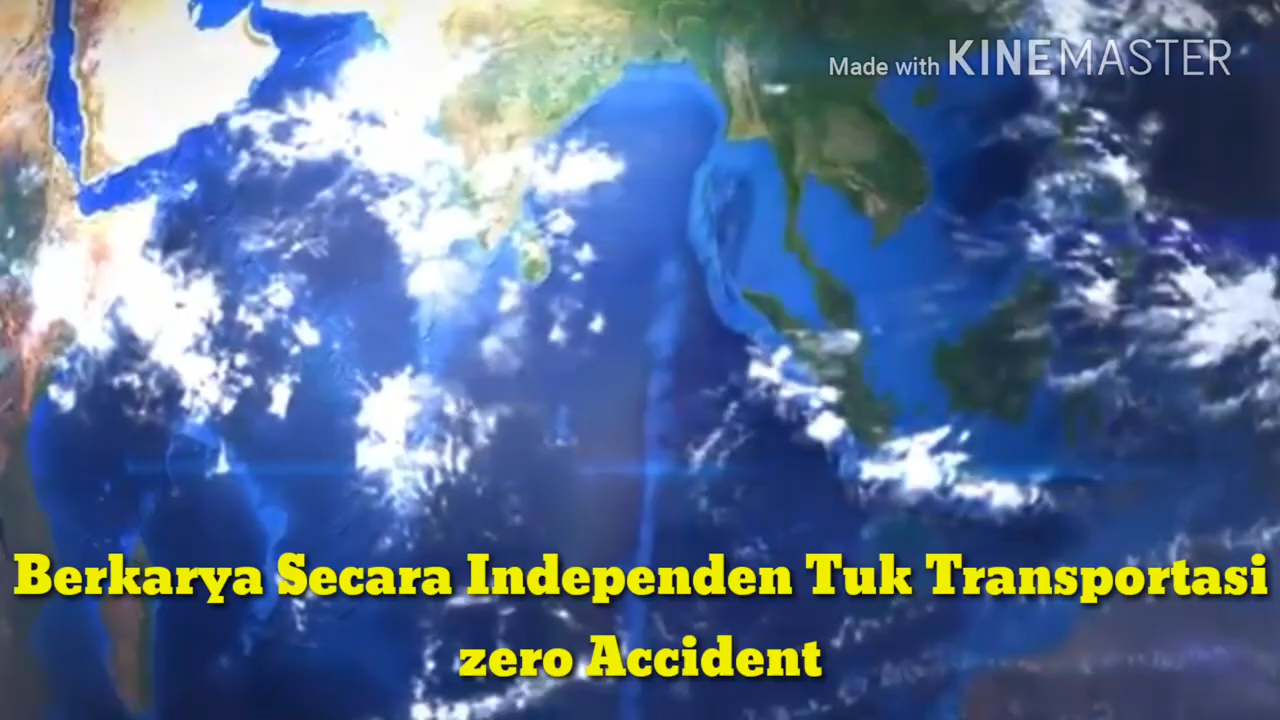 Made with KINEMASTER
Berkarya Secara Independen Tuk Transportasi
zero Accident